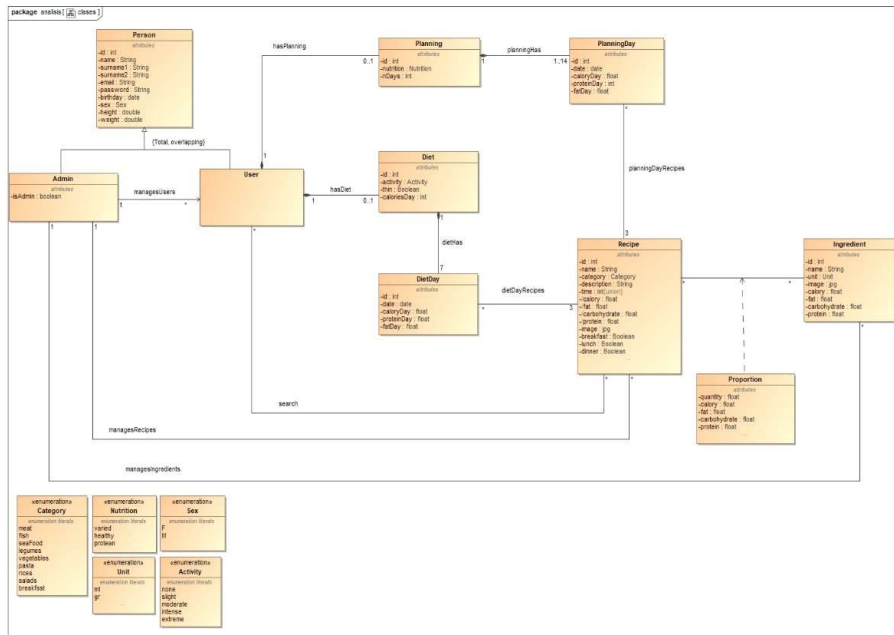 package analisis[ clases ]
Person
attributes
-id : int
-name : String
-surname1 : String
-surname2 : String
-email : String
-password : String
-birthday : date
-sex : Sex
-height : double
-weight : double
{Total, overlapping}
Admin
attributes
-isAdmin : boolean
managesUsers
1
*
User
hasPlanning
0..1
1
Planning
attributes
-id : int
-nutrition : Nutrition
-nDays : int
planningHas
1
1..14
PlanningDay
attributes
-id : int
-date : date
-caloryDay : float
-proteinDay : int
-fatDay : float
*
planningDayRecipes
3
hasDiet
1
0..1
Diet
attributes
-id : int
-activity : Activity
-thin : Boolean
-caloriesDay : int
1
dietHas
7
DietDay
attributes
-id : int
-date : date
-caloryDay : float
-proteinDay : float
-fatDay : float
dietDayRecipes
*
3
Recipe
attributes
-id : int
-name : String
-category : Category
-description : String
-time : int{union}
-/calory : float
-/fat : float
-/carbohydrate : float
-/protein : float
-image : jpg
-breakfast : Boolean
-lunch : Boolean
-dinner : Boolean
*
*
Ingredient
attributes
-id : int
-name : String
-unit : Unit
-image : jpg
-calory : float
-fat : float
-carbohydrate : float
-protein : float
Proportion
attributes
-quantity : float
-calory : float
-fat : float
-carbohydrate : float
-protein : float
*
search
*
1
managesRecipes
*
1
managesIngredients
*
«enumeration»
Category
enumeration literals
meat
fish
seaFood
legumes
vegetables
pasta
rices
salads
breakfast
«enumeration»
Nutrition
enumeration literals
varied
healthy
protean
«enumeration»
Sex
enumeration literals
F
M
«enumeration»
Unit
enumeration literals
ml
gr
«enumeration»
Activity
enumeration literals
none
slight
moderate
intense
extreme